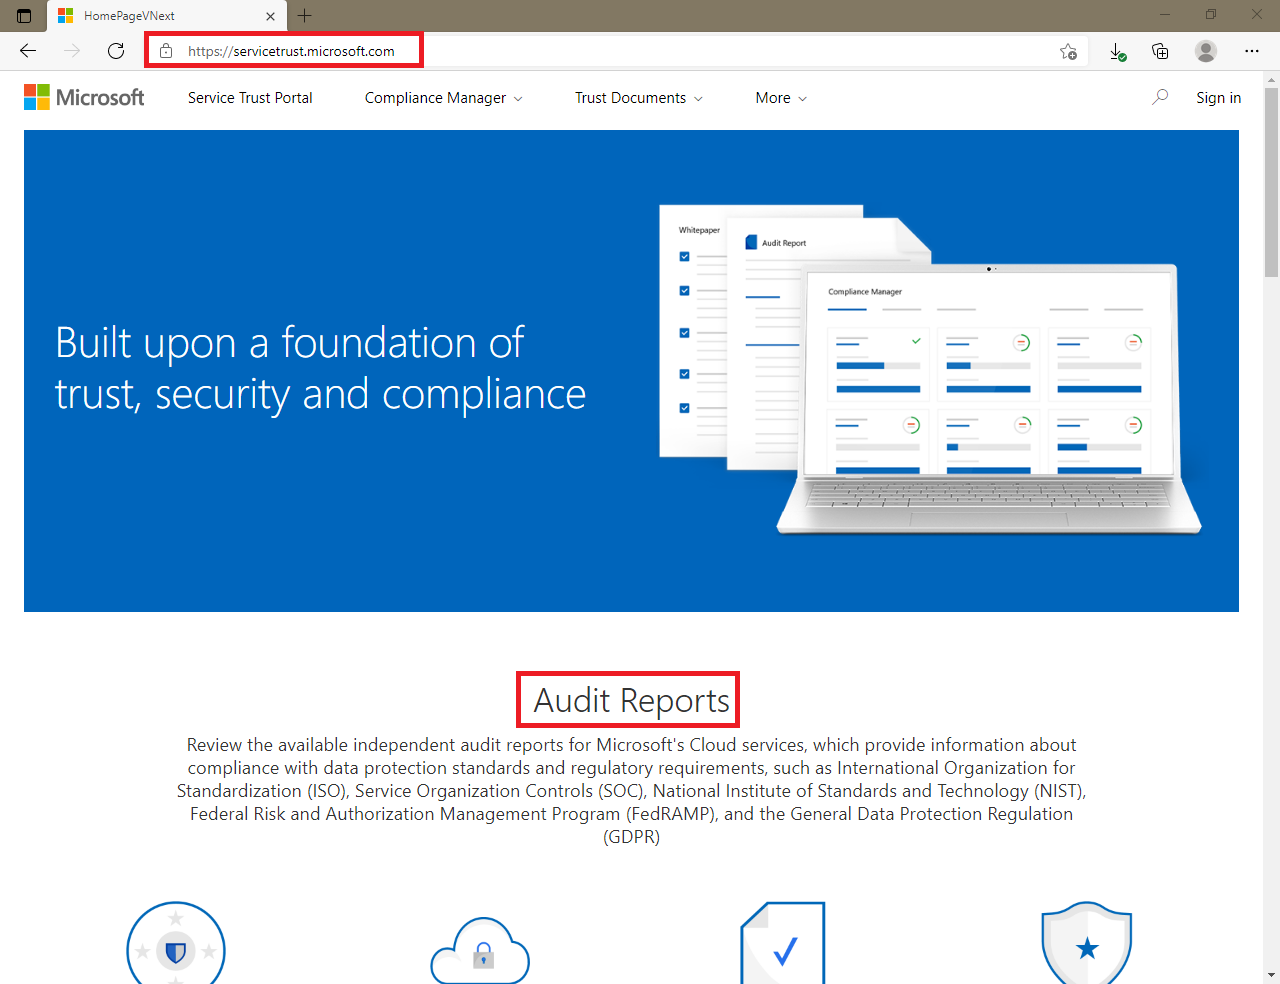 HomePageVNext
https://servicetrust.microsoft.com
Microsoft
Service Trust Portal
Compliance Manager
Trust Documents
More
Sign in
Whitepaper
Audit Report
Compliance Manager
Built upon a foundation of
trust, security and compliance
Audit Reports
Review the available independent audit reports for Microsoft's Cloud services, which provide information about
compliance with data protection standards and regulatory requirements, such as International Organization for
Standardization (ISO), Service Organization Controls (SOC), National Institute of Standards and Technology (NIST),
Federal Risk and Authorization Management Program (FedRAMP), and the General Data Protection Regulation
(GDPR)